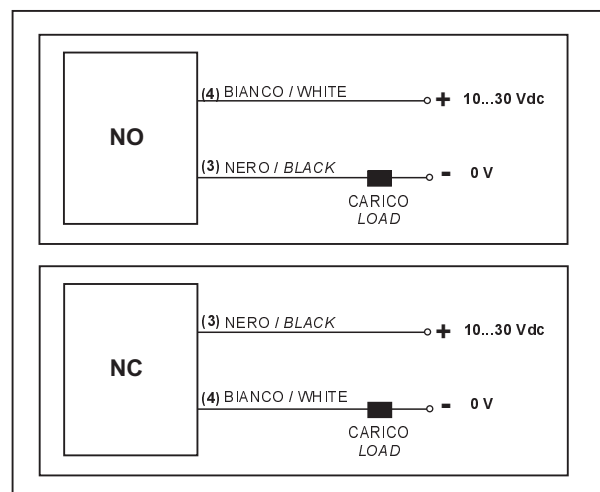 (4) BIANCO / WHITE
+ 10...30 Vdc
NO
(3) NERO / BLACK
- 0 V
CARICO
LOAD
(3) NERO / BLACK
+ 10...30 Vdc
NC
(4) BIANCO / WHITE
- 0 V
CARICO
LOAD